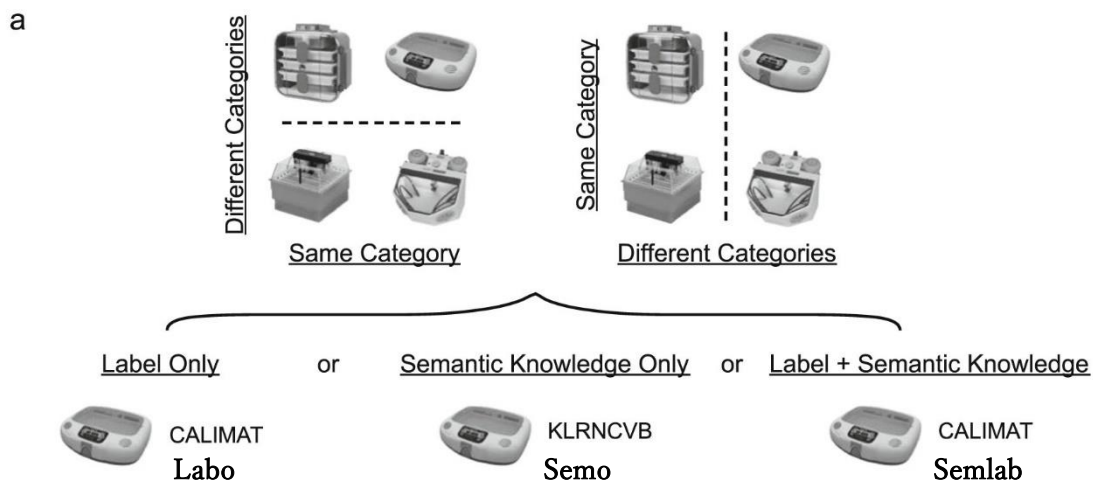 a
Different Categories
Same Category
Same Category
Different Categories
Label Only or Semantic Knowledge Only or Label + Semantic Knowledge
CALIMAT
Labo
KLRNCVB
Semo
CALIMAT
Semlab